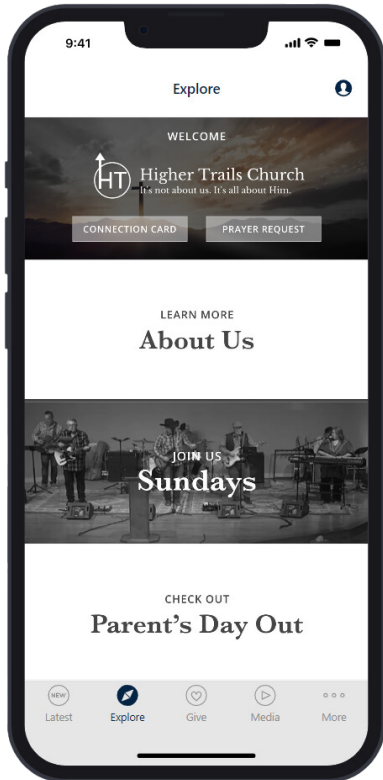 9:41
Explore
WELCOME
HT
Higher Trails Church
It's not about us. It's all about Him.
CONNECTION CARD
PRAYER REQUEST
LEARN MORE
About Us
JOIN US
Sundays
CHECK OUT
Parent's Day Out
NEW
Latest
Explore
Give
Media
More